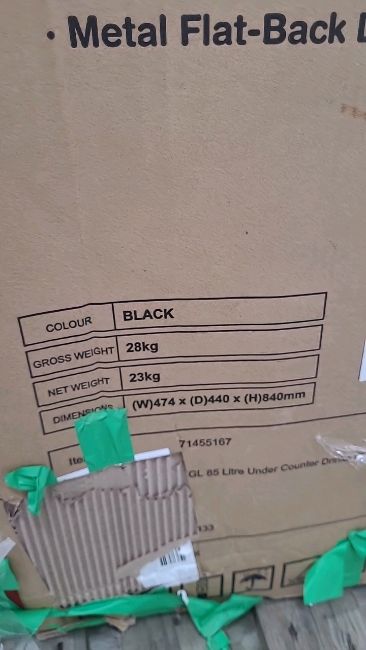 • Metal Flat-Back
COLOUR BLACK
GROSS WEIGHT 28kg
NET WEIGHT 23kg
DIMENSIONS (W)474 x (D)440 x (H)840mm
71455167
GL 85 Litre Under Counter
133